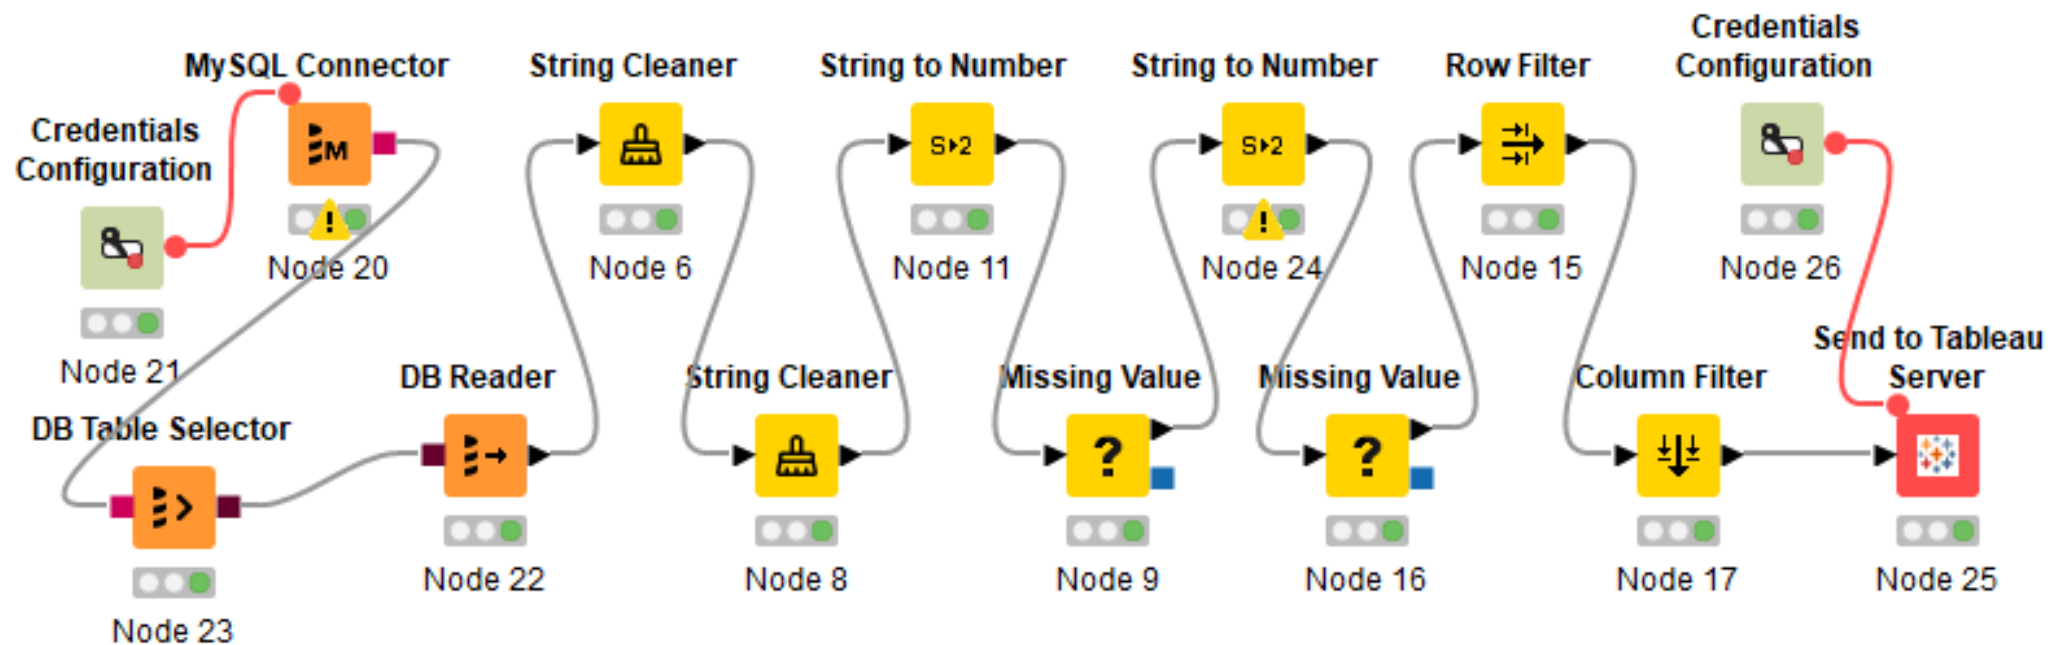 Credentials
Configuration
Node 21
MySQL Connector
M
Node 20
DB Table Selector
Node 23
DB Reader
Node 22
String Cleaner
Node 6
String Cleaner
Node 8
String to Number
S▸2
Node 11
Missing Value
?
Node 9
String to Number
S▸2
Node 24
Missing Value
?
Node 16
Row Filter
Node 15
Column Filter
Node 17
Credentials
Configuration
Node 26
Send to Tableau
Server
Node 25